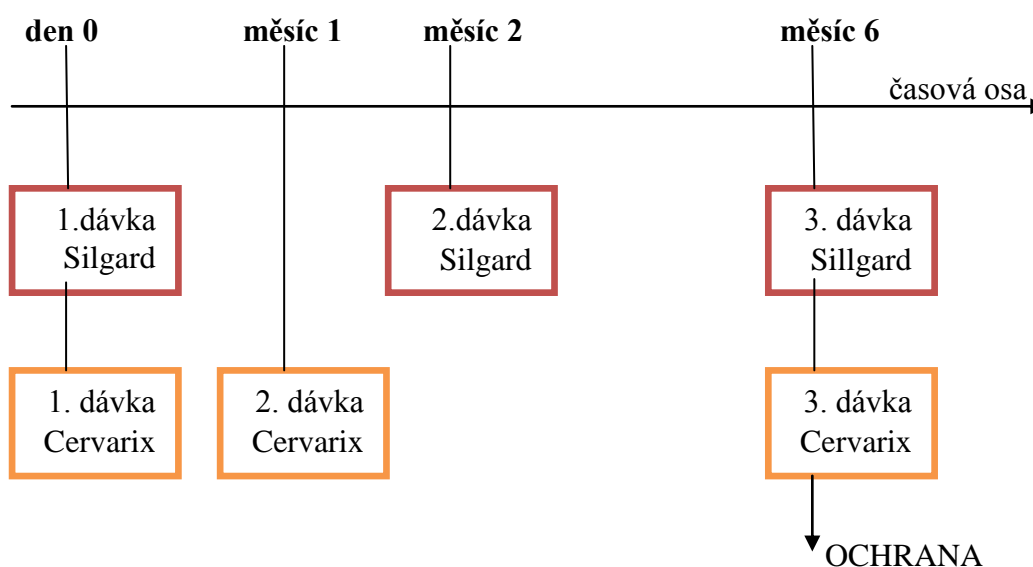 den 0
měsíc 1
měsíc 2
měsíc 6
časová osa
1.dávka
Silgard
2.dávka
Silgard
3. dávka
Sillgard
1. dávka
Cervarix
2. dávka
Cervarix
3. dávka
Cervarix
OCHRANA